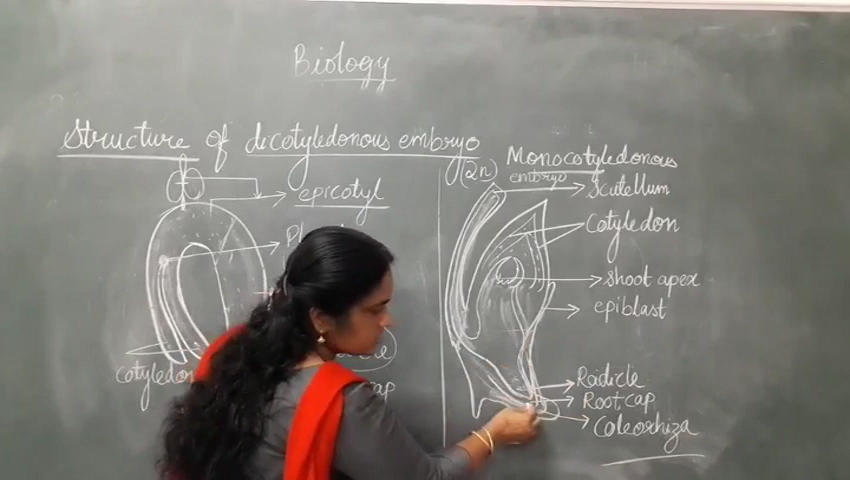 Biology
Structure of dicotyledonous embryo
(2n)
epicotyl
cotyledon
Monocotyledonous
embryo
Scutellum
Cotyledon
Shoot apex
epiblast
Radicle
Root cap
Coleorhiza